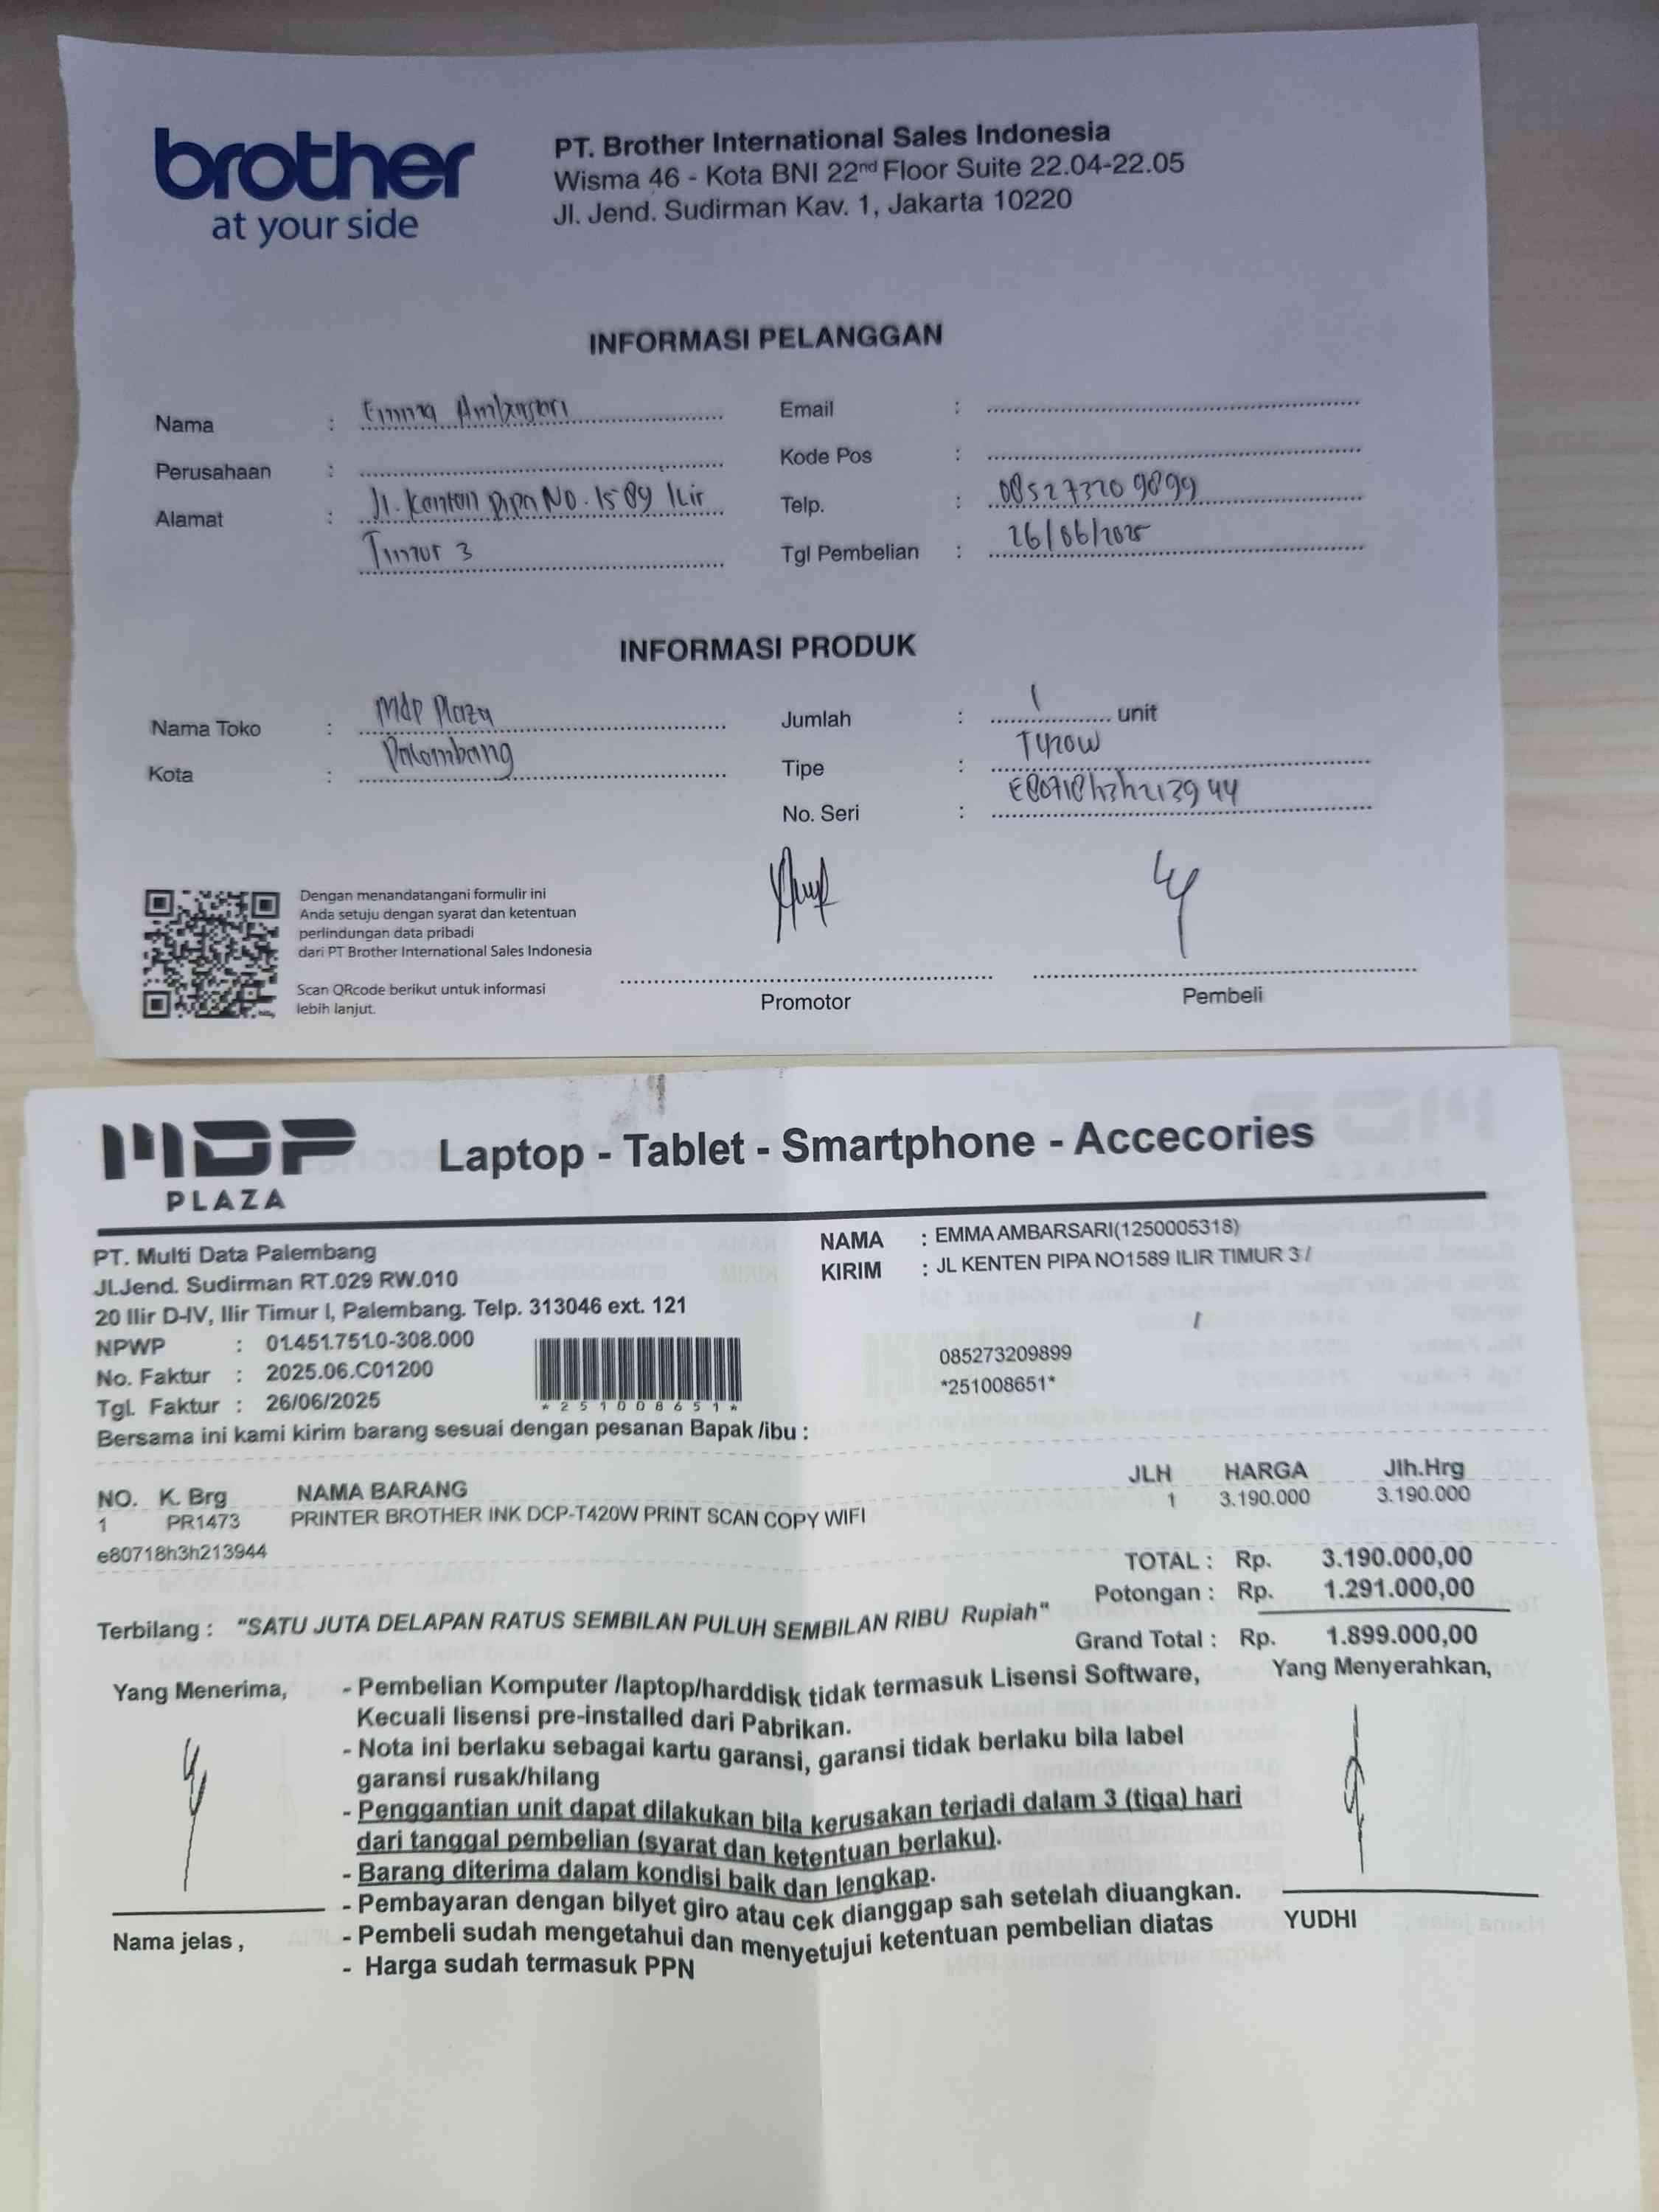 brother
at your side
PT. Brother International Sales Indonesia
Wisma 46 - Kota BNI 22nd Floor Suite 22.04-22.05
Jl. Jend. Sudirman Kav. 1, Jakarta 10220
INFORMASI PELANGGAN
Nama : Emma Ambarsari
Perusahaan :
Alamat : Jl. Kenten pipa No. 1589 Ilir
Timur 3
Email :
Kode Pos :
Telp. : 085273209899
Tgl Pembelian : 26/06/2025
INFORMASI PRODUK
Nama Toko : Mdp Plaza
Kota : Palembang
Jumlah : 1 unit
Tipe : T420W
No. Seri : E80718h3h213944
Dengan menandatangani formulir ini
Anda setuju dengan syarat dan ketentuan
perlindungan data pribadi
dari PT Brother International Sales Indonesia
Scan QRcode berikut untuk informasi
lebih lanjut.
Promotor
Pembeli
MDP
PLAZA
Laptop - Tablet - Smartphone - Accecories
PT. Multi Data Palembang
Jl.Jend. Sudirman RT.029 RW.010
20 Ilir D-IV, Ilir Timur I, Palembang. Telp. 313046 ext. 121
NPWP : 01.451.751.0-308.000
No. Faktur : 2025.06.C01200
Tgl. Faktur : 26/06/2025
*251008651*
NAMA : EMMA AMBARSARI(1250005318)
KIRIM : JL KENTEN PIPA NO1589 ILIR TIMUR 3 /
/
085273209899
*251008651*
Bersama ini kami kirim barang sesuai dengan pesanan Bapak /ibu :
NO. K. Brg NAMA BARANG JLH HARGA Jlh.Hrg
1 PR1473 PRINTER BROTHER INK DCP-T420W PRINT SCAN COPY WIFI 1 3.190.000 3.190.000
e80718h3h213944
TOTAL : Rp. 3.190.000,00
Potongan : Rp. 1.291.000,00
Terbilang : "SATU JUTA DELAPAN RATUS SEMBILAN PULUH SEMBILAN RIBU Rupiah"
Grand Total : Rp. 1.899.000,00
Yang Menerima,
Yang Menyerahkan,
- Pembelian Komputer /laptop/harddisk tidak termasuk Lisensi Software,
Kecuali lisensi pre-installed dari Pabrikan.
- Nota ini berlaku sebagai kartu garansi, garansi tidak berlaku bila label
garansi rusak/hilang
- Penggantian unit dapat dilakukan bila kerusakan terjadi dalam 3 (tiga) hari
dari tanggal pembelian (syarat dan ketentuan berlaku).
- Barang diterima dalam kondisi baik dan lengkap.
- Pembayaran dengan bilyet giro atau cek dianggap sah setelah diuangkan.
- Pembeli sudah mengetahui dan menyetujui ketentuan pembelian diatas
- Harga sudah termasuk PPN
Nama jelas ,
YUDHI